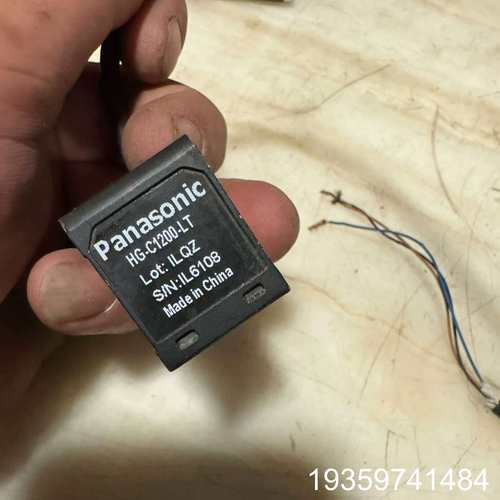 Panasonic
HG-C1200-LT
Lot: ILQZ
S/N:IL6108
Made in China
19359741484